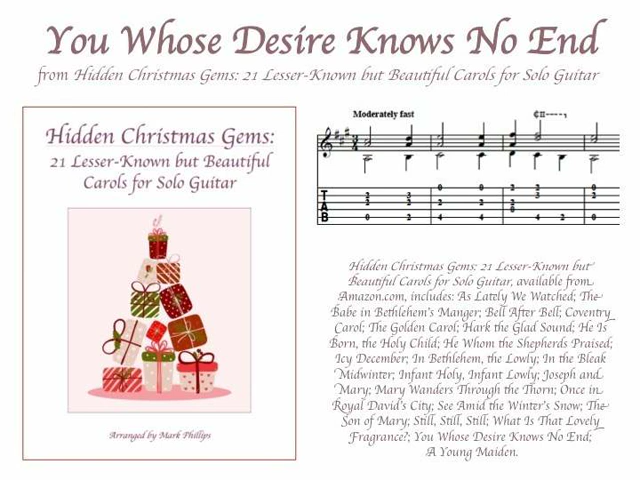 You Whose Desire Knows No End
from Hidden Christmas Gems: 21 Lesser-Known but Beautiful Carols for Solo Guitar
Hidden Christmas Gems:
21 Lesser-Known but Beautiful
Carols for Solo Guitar
Arranged by Mark Phillips
Moderately fast
¢II----,
T
A
B
Hidden Christmas Gems: 21 Lesser-Known but
Beautiful Carols for Solo Guitar, available from
Amazon.com, includes: As Lately We Watched; The
Babe in Bethlehem's Manger; Bell After Bell; Coventry
Carol; The Golden Carol; Hark the Glad Sound; He Is
Born, the Holy Child; He Whom the Shepherds Praised;
Icy December; In Bethlehem, the Lowly; In the Bleak
Midwinter; Infant Holy, Infant Lowly; Joseph and
Mary; Mary Wanders Through the Thorn; Once in
Royal David's City; See Amid the Winter's Snow; The
Son of Mary; Still, Still, Still; What Is That Lovely
Fragrance?; You Whose Desire Knows No End;
A Young Maiden.